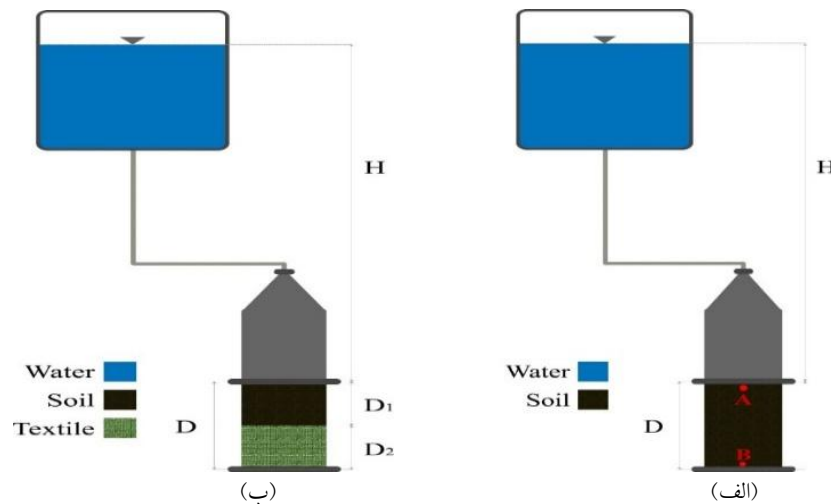 H
Water
Soil
Textile
D
D1
D2
(ب)
H
Water
Soil
D
A
B
(الف)